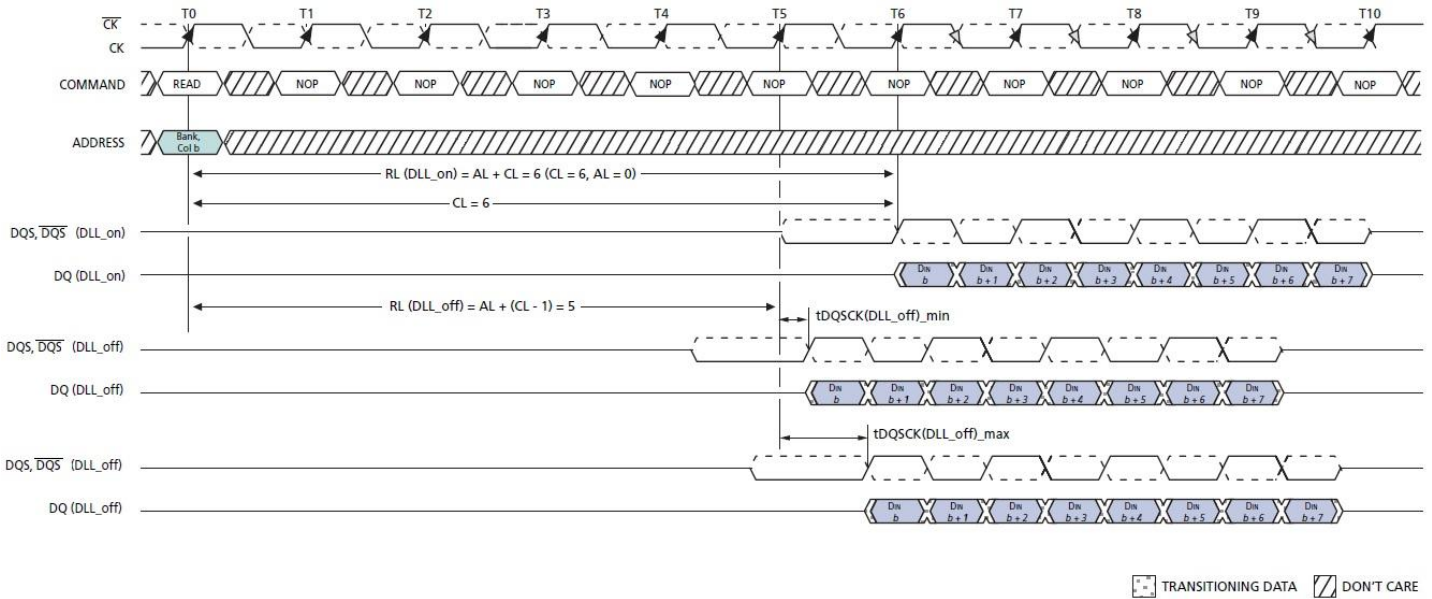 T0 T1 T2 T3 T4 T5 T6 T7 T8 T9 T10
CK
CK
COMMAND READ NOP NOP NOP NOP NOP NOP NOP NOP NOP NOP
ADDRESS Bank, Col b
RL (DLL_on) = AL + CL = 6 (CL = 6, AL = 0)
CL = 6
DQS, DQS (DLL_on)
DQ (DLL_on) DIN b DIN b + 1 DIN b + 2 DIN b + 3 DIN b + 4 DIN b + 5 DIN b + 6 DIN b + 7
RL (DLL_off) = AL + (CL - 1) = 5
tDQSCK(DLL_off)_min
DQS, DQS (DLL_off)
DQ (DLL_off) DIN b DIN b + 1 DIN b + 2 DIN b + 3 DIN b + 4 DIN b + 5 DIN b + 6 DIN b + 7
tDQSCK(DLL_off)_max
DQS, DQS (DLL_off)
DQ (DLL_off) DIN b DIN b + 1 DIN b + 2 DIN b + 3 DIN b + 4 DIN b + 5 DIN b + 6 DIN b + 7
TRANSITIONING DATA DON'T CARE